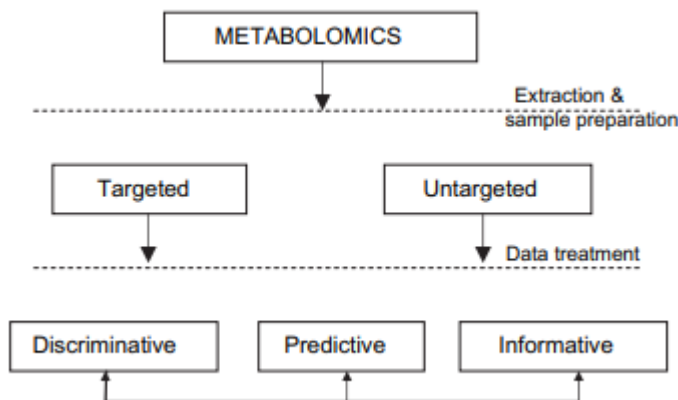 METABOLOMICS
Extraction &
sample preparation
Targeted
Untargeted
Data treatment
Discriminative
Predictive
Informative